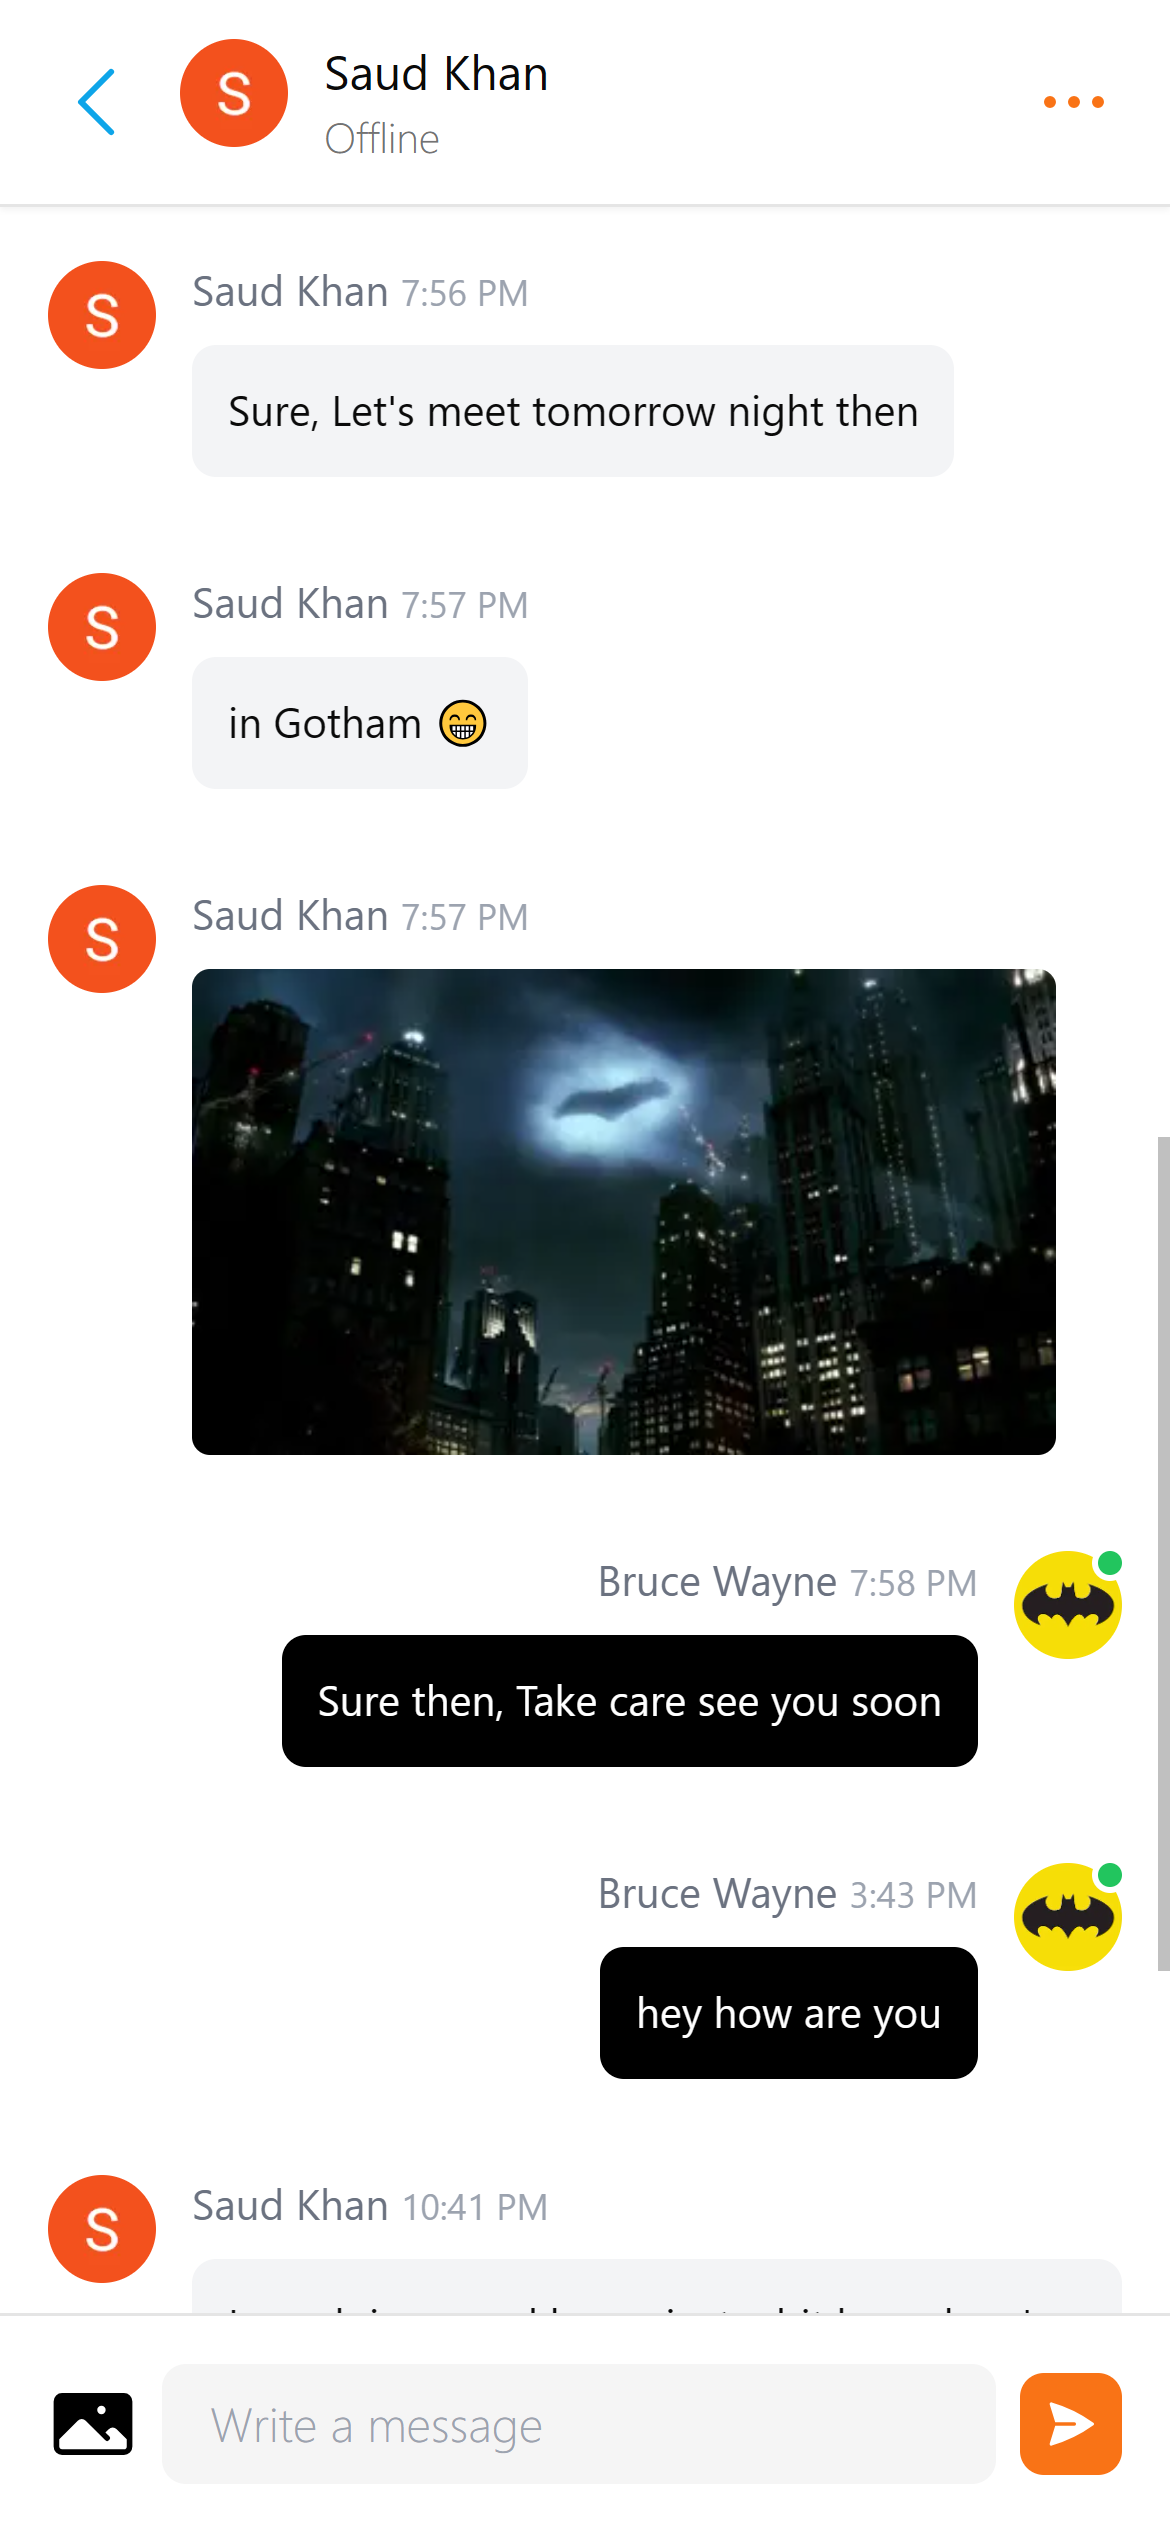 S
Saud Khan
Offline
S
Saud Khan 7:56 PM
Sure, Let's meet tomorrow night then
S
Saud Khan 7:57 PM
in Gotham 😁
S
Saud Khan 7:57 PM
Bruce Wayne 7:58 PM
Sure then, Take care see you soon
Bruce Wayne 3:43 PM
hey how are you
S
Saud Khan 10:41 PM
Write a message